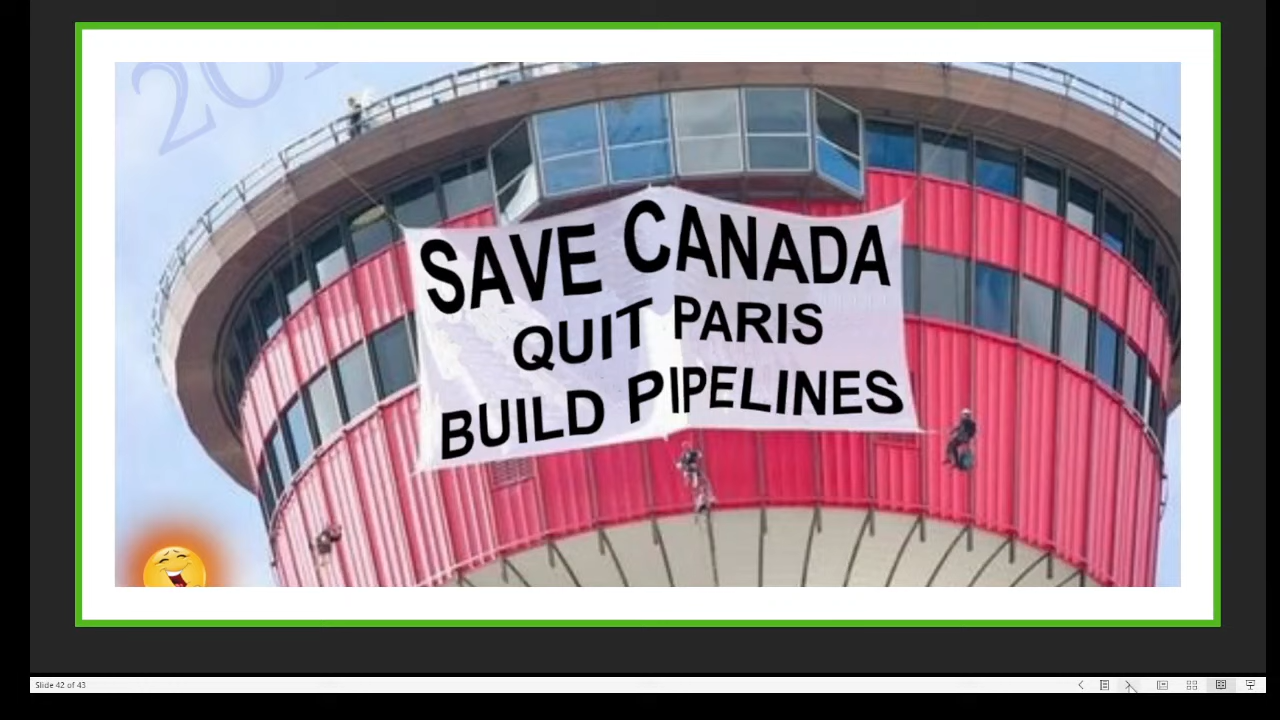 SAVE CANADA
QUIT PARIS
BUILD PIPELINES
Slide 42 of 43